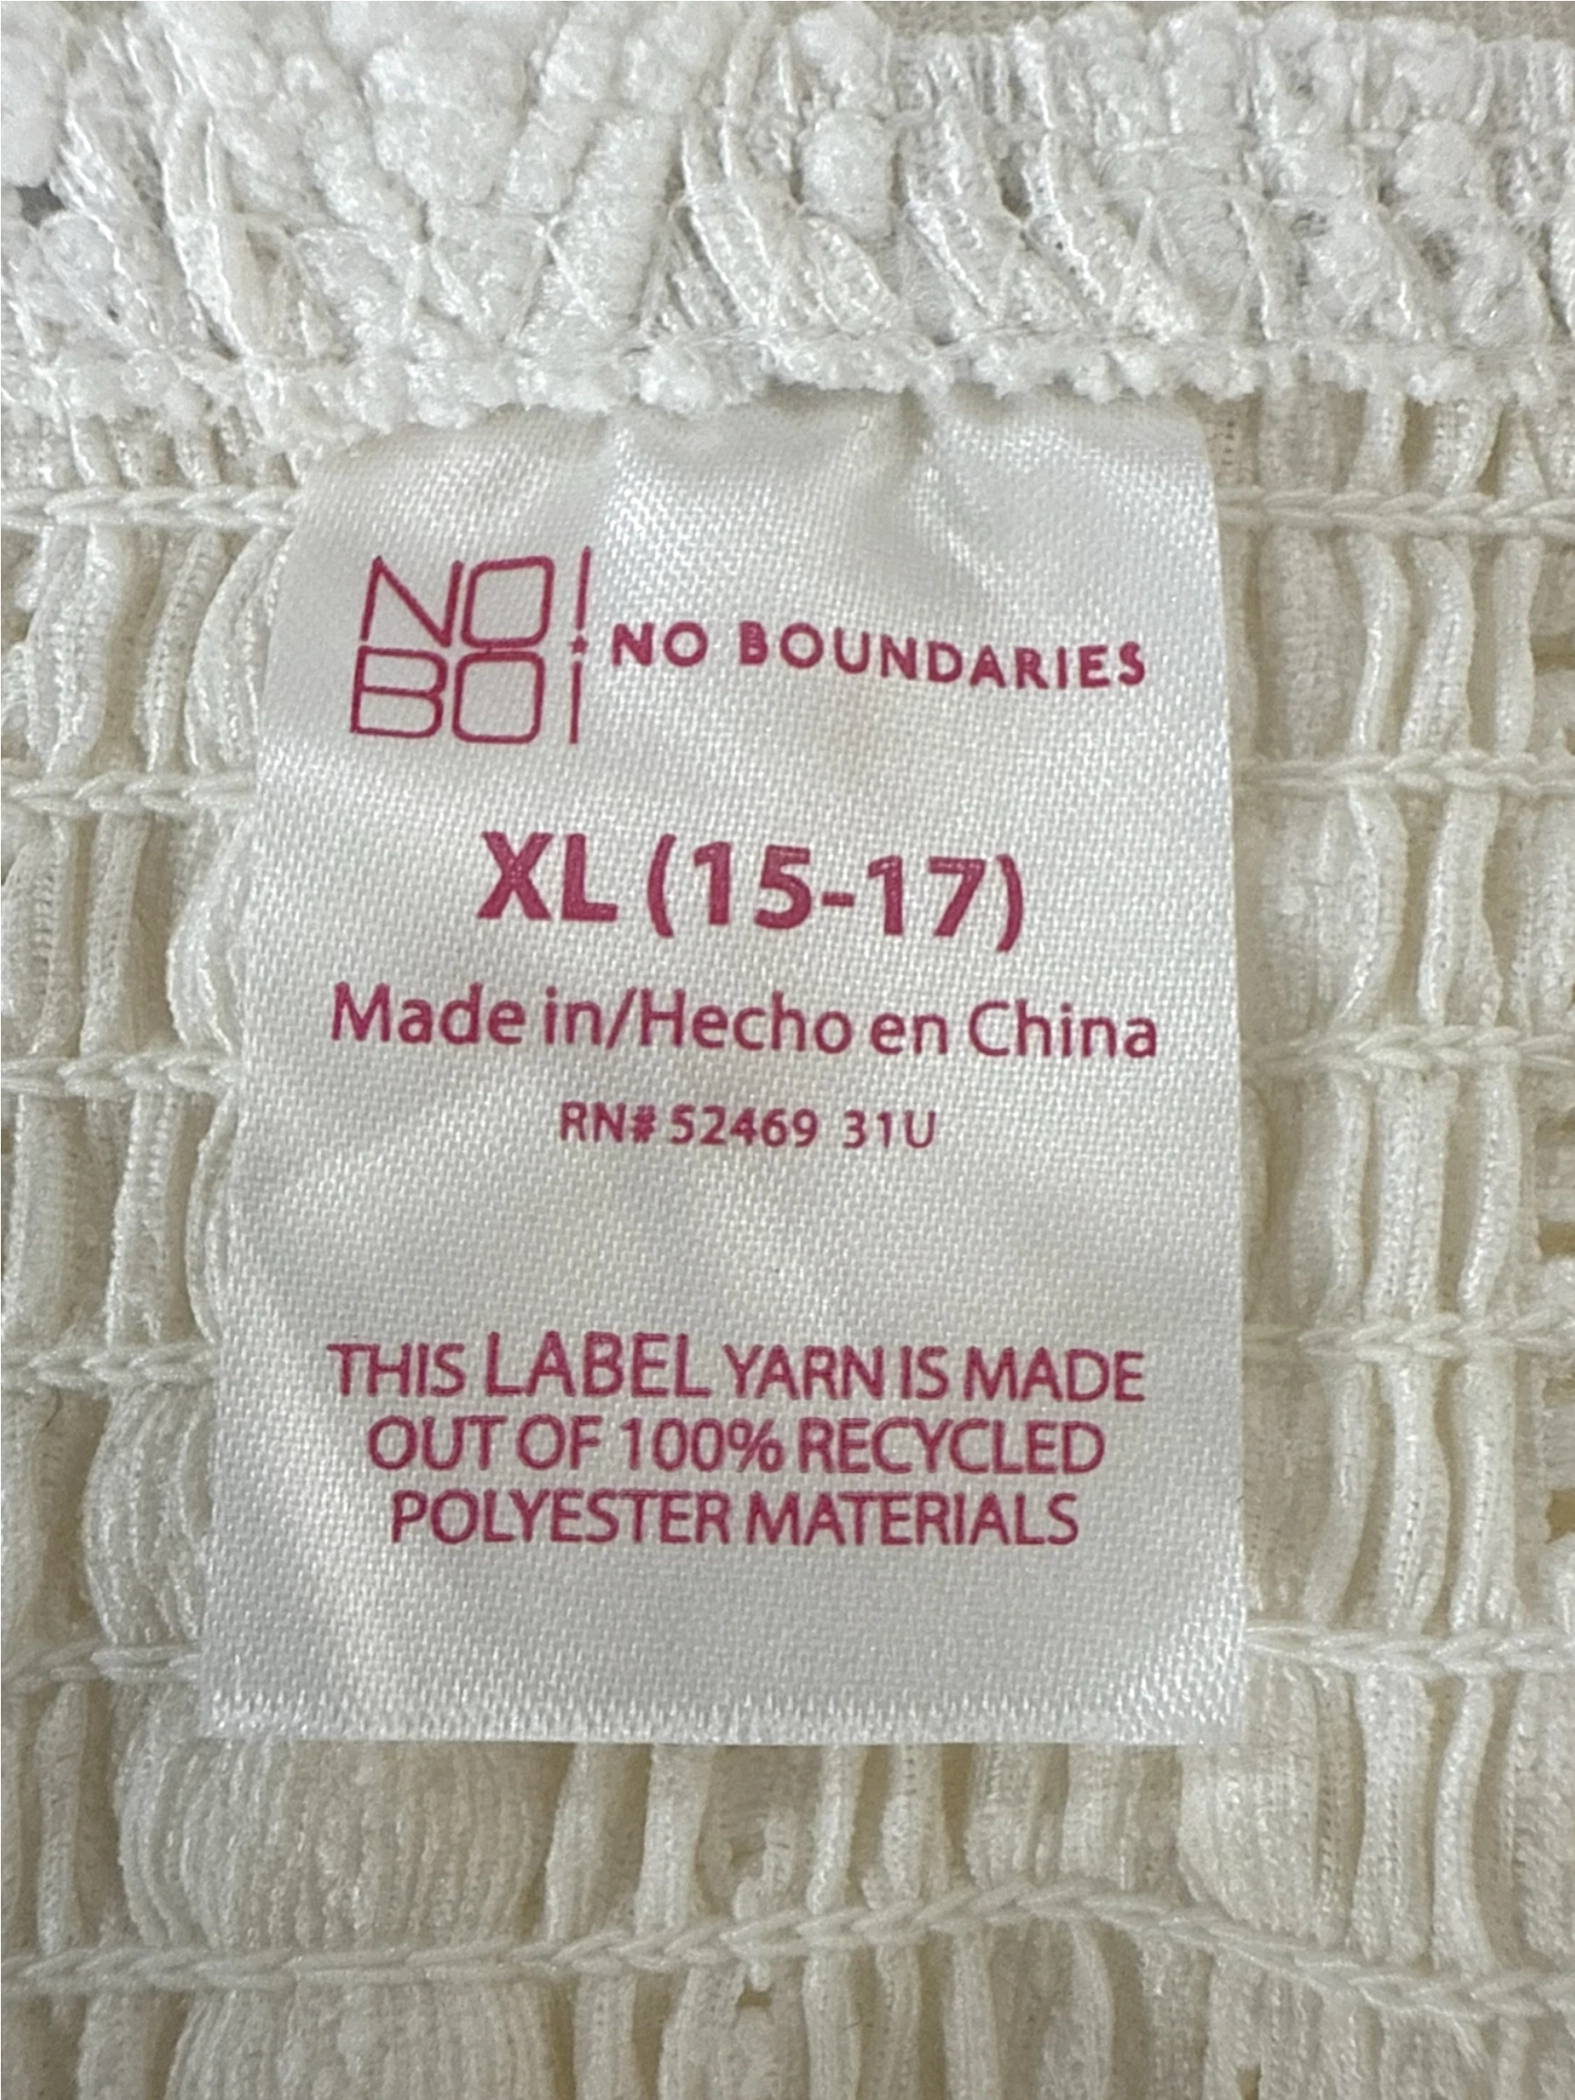 NO
BO
NO BOUNDARIES
XL (15-17)
Made in/Hecho en China
RN# 52469 31U
THIS LABEL YARN IS MADE
OUT OF 100% RECYCLED
POLYESTER MATERIALS